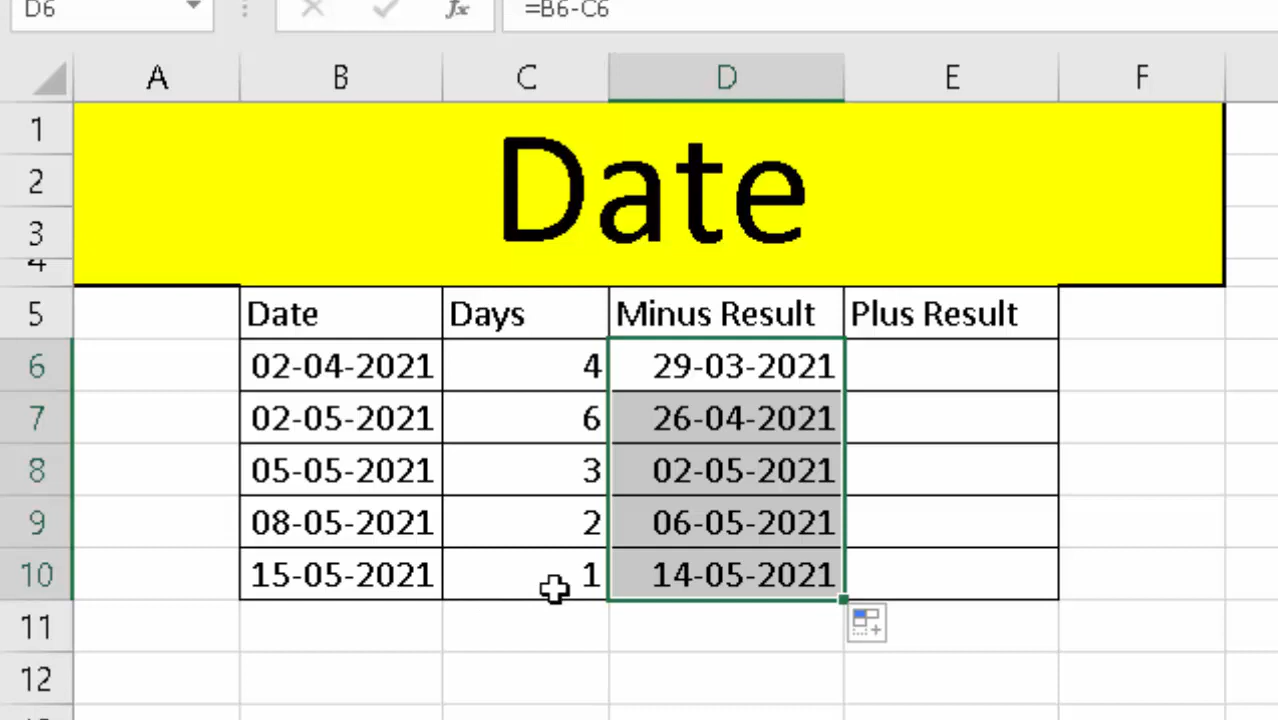 D6 fx =B6-C6
A B C D E F
1
2 Date
3
4
5 Date Days Minus Result Plus Result
6 02-04-2021 4 29-03-2021
7 02-05-2021 6 26-04-2021
8 05-05-2021 3 02-05-2021
9 08-05-2021 2 06-05-2021
10 15-05-2021 1 14-05-2021
11
12